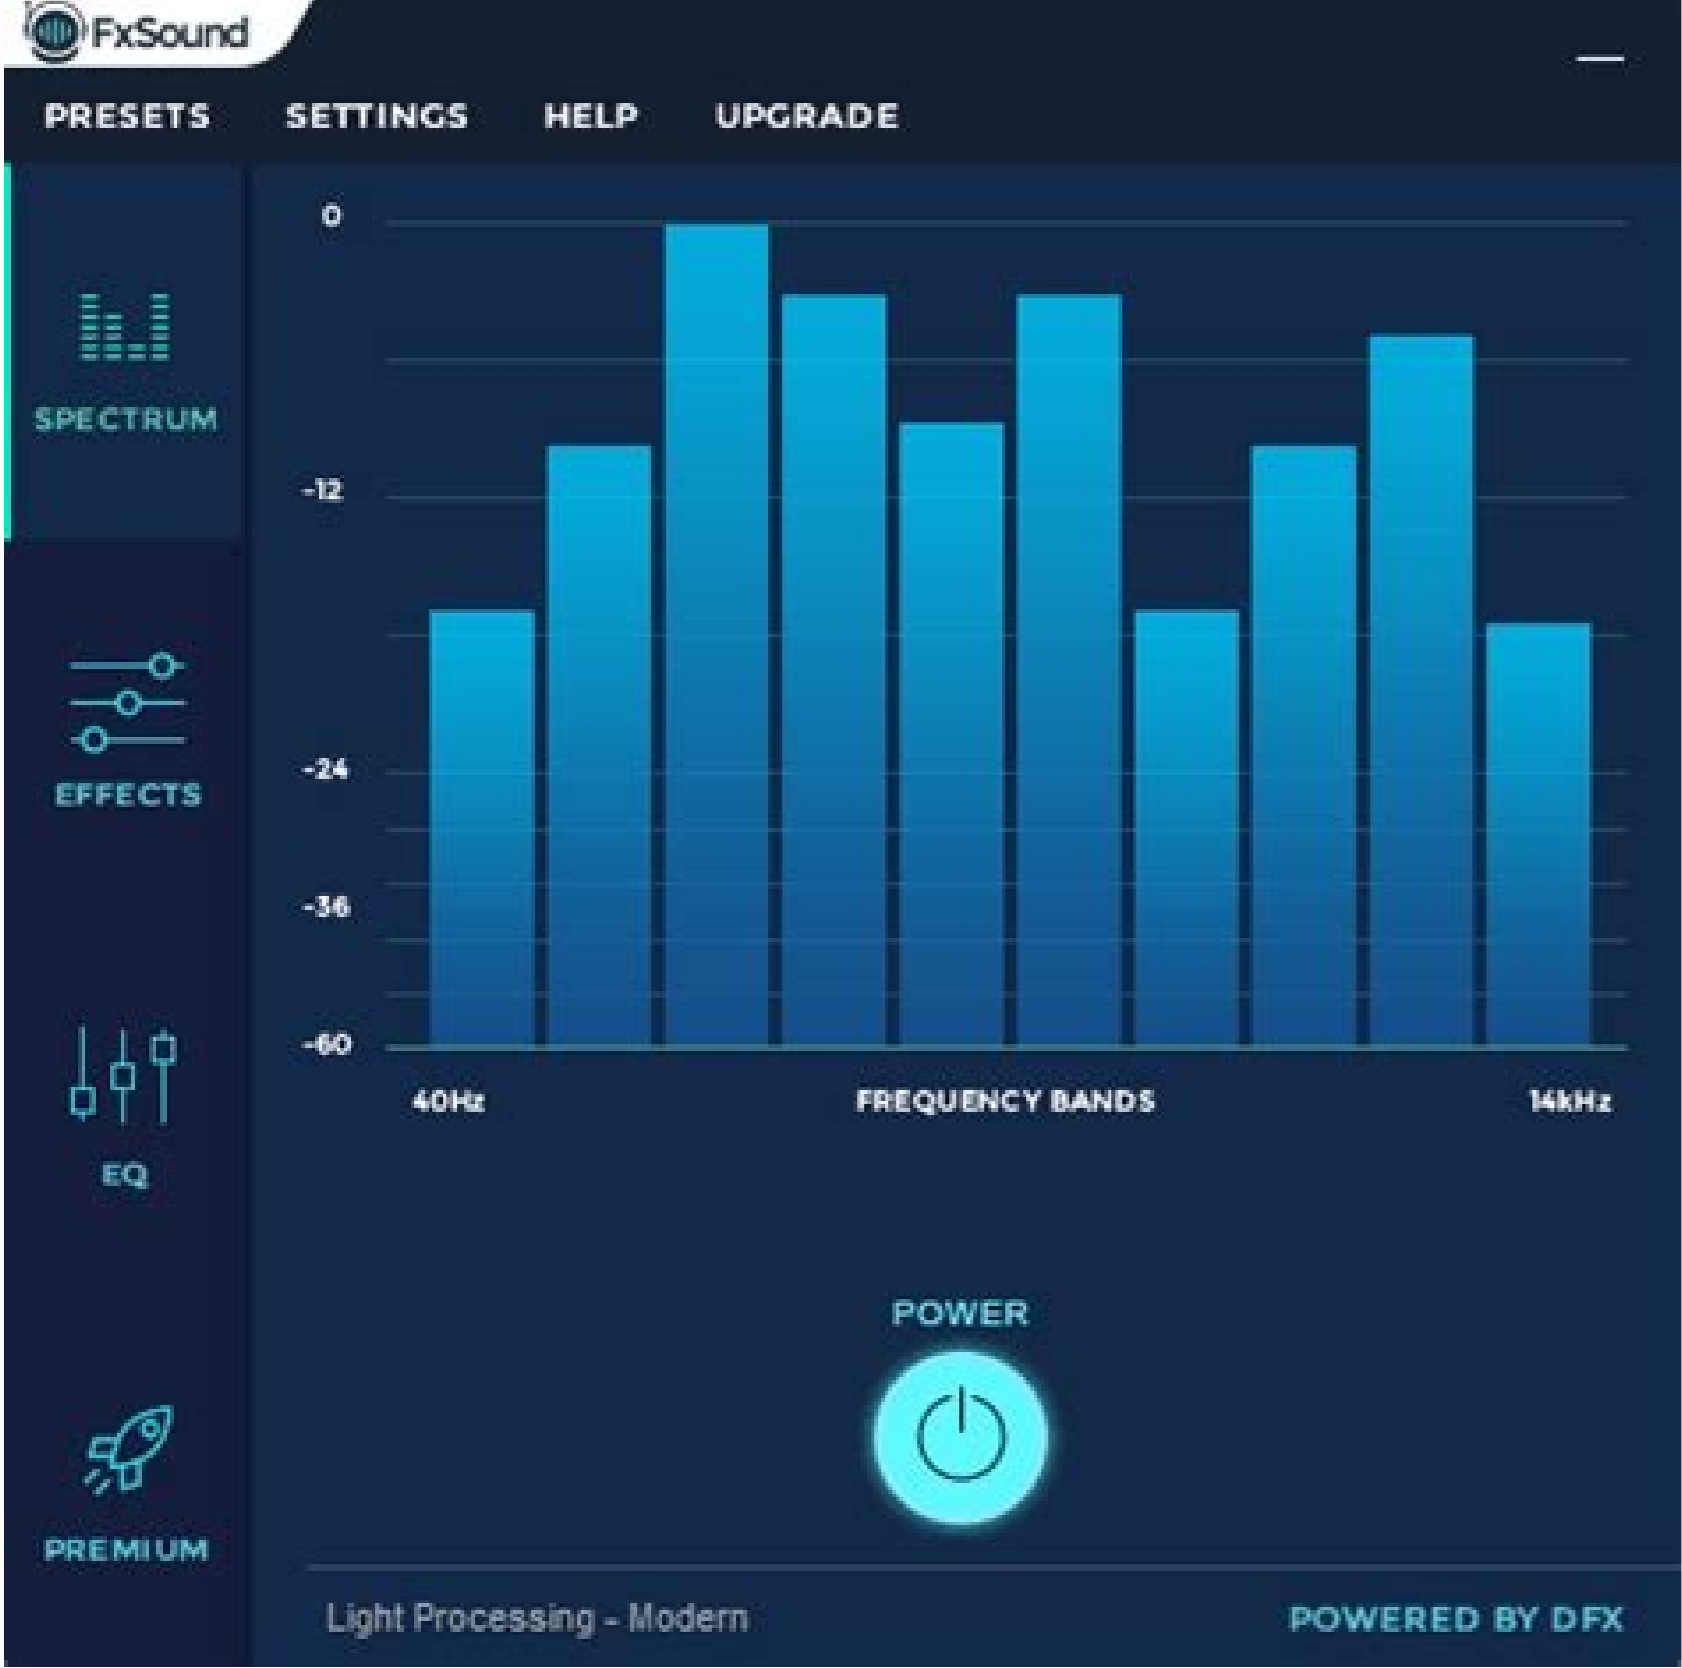 FxSound
PRESETS SETTINGS HELP UPGRADE
SPECTRUM
EFFECTS
EQ
PREMIUM
0
-12
-24
-36
-60
40Hz FREQUENCY BANDS 14kHz
POWER
Light Processing - Modern
POWERED BY DFX